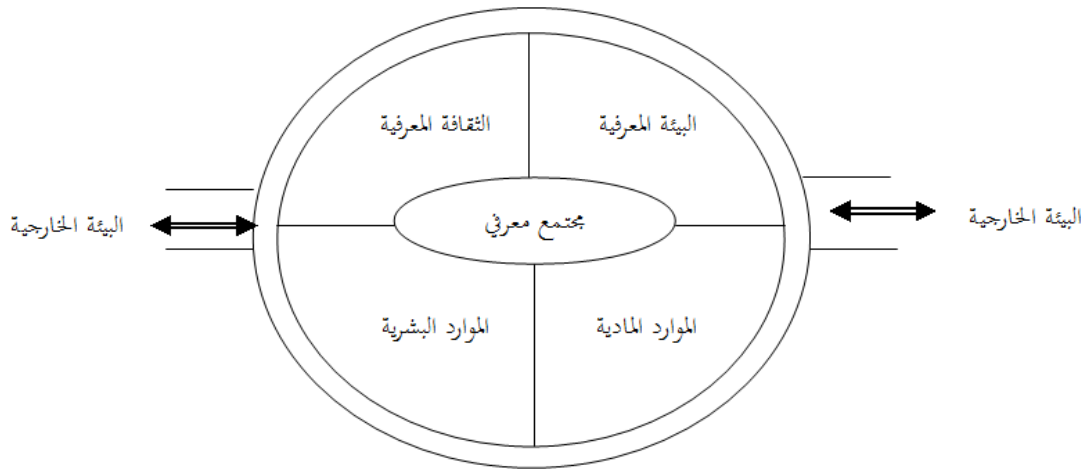 البيئة المعرفية
الثقافة المعرفية
البيئة الخارجية
مجتمع معرفي
البيئة الخارجية
الموارد المادية
الموارد البشرية